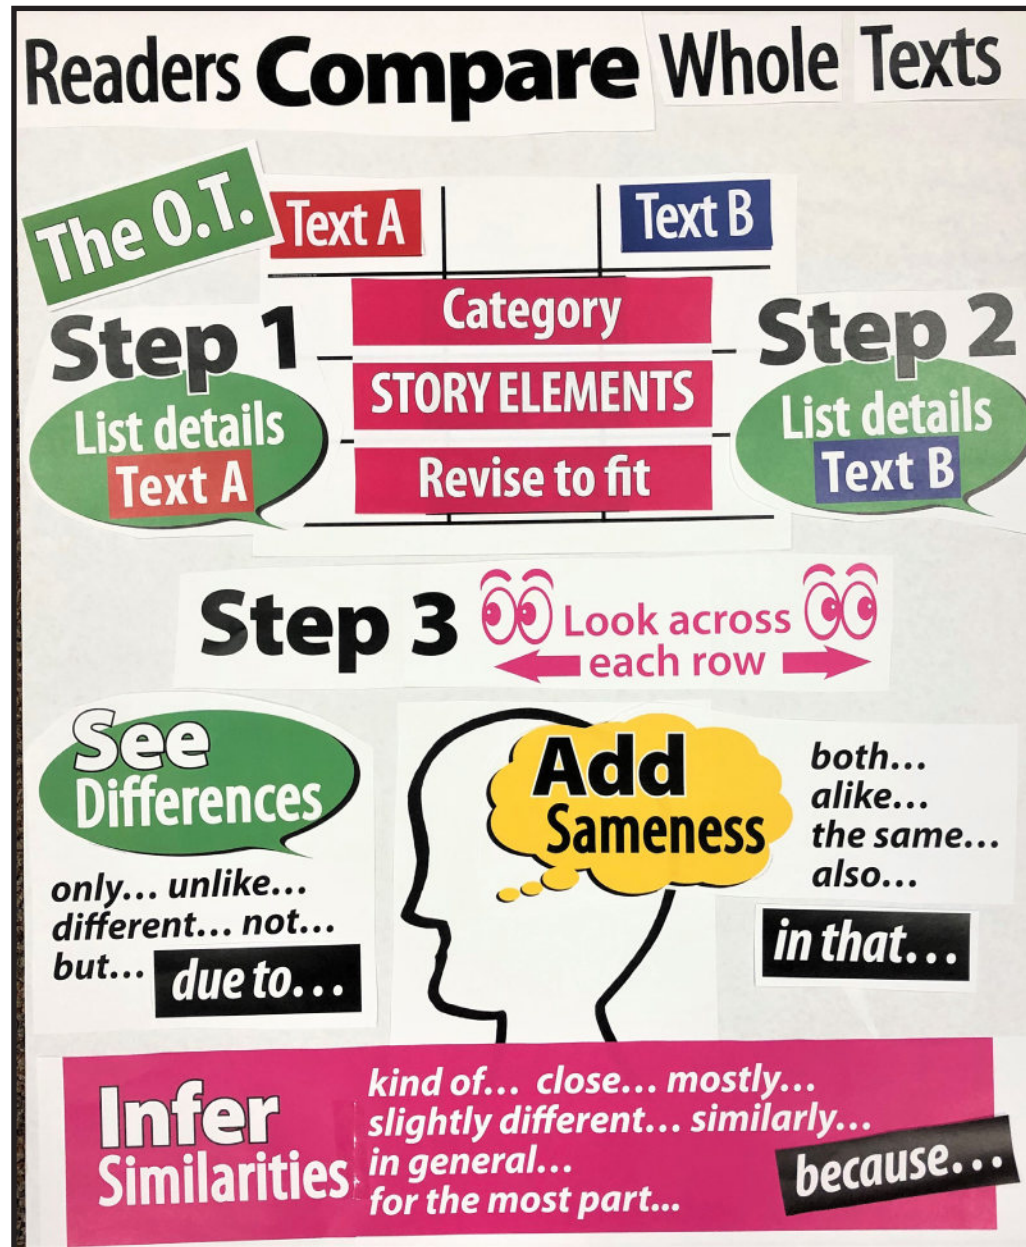 Readers Compare Whole Texts
The O.T.
Text A
Text B
Category
STORY ELEMENTS
Revise to fit
Step 1
List details
Text A
Step 2
List details
Text B
Step 3
Look across
each row
See
Differences
only... unlike...
different... not...
but...
due to...
Add
Sameness
both...
alike...
the same...
also...
in that...
Infer
Similarities
kind of... close... mostly...
slightly different... similarly...
in general...
for the most part...
because...